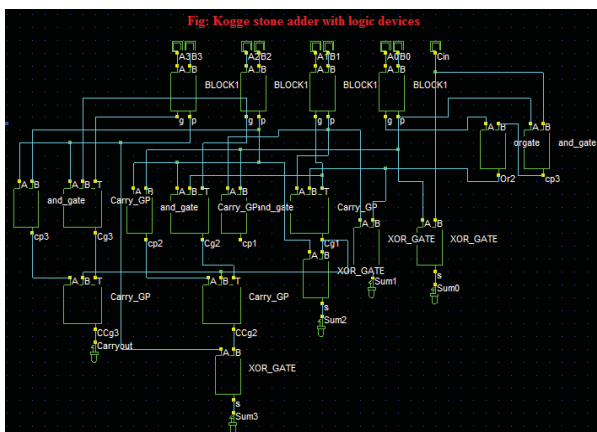 Fig: Kogge stone adder with logic devices
A3B3 A2B2 A1B1 A0B0 Cin
A B A B A B A B
BLOCK1 BLOCK1 BLOCK1 BLOCK1
g p g p g p g p
A B A B
orgate and_gate
Or2 cp3
A B A B T A B A B T A B A B T
and_gate Carry_GP and_gate Carry_GP and_gate Carry_GP
A B A B
cp3 Cg3 cp2 Cg2 cp1 Cg1
XOR_GATE XOR_GATE
A B
A B T A B T XOR_GATE s
Sum1 Sum0
Carry_GP Carry_GP
s
Sum2
CCg3 CCg2
Carryout
A B
XOR_GATE
s
Sum3